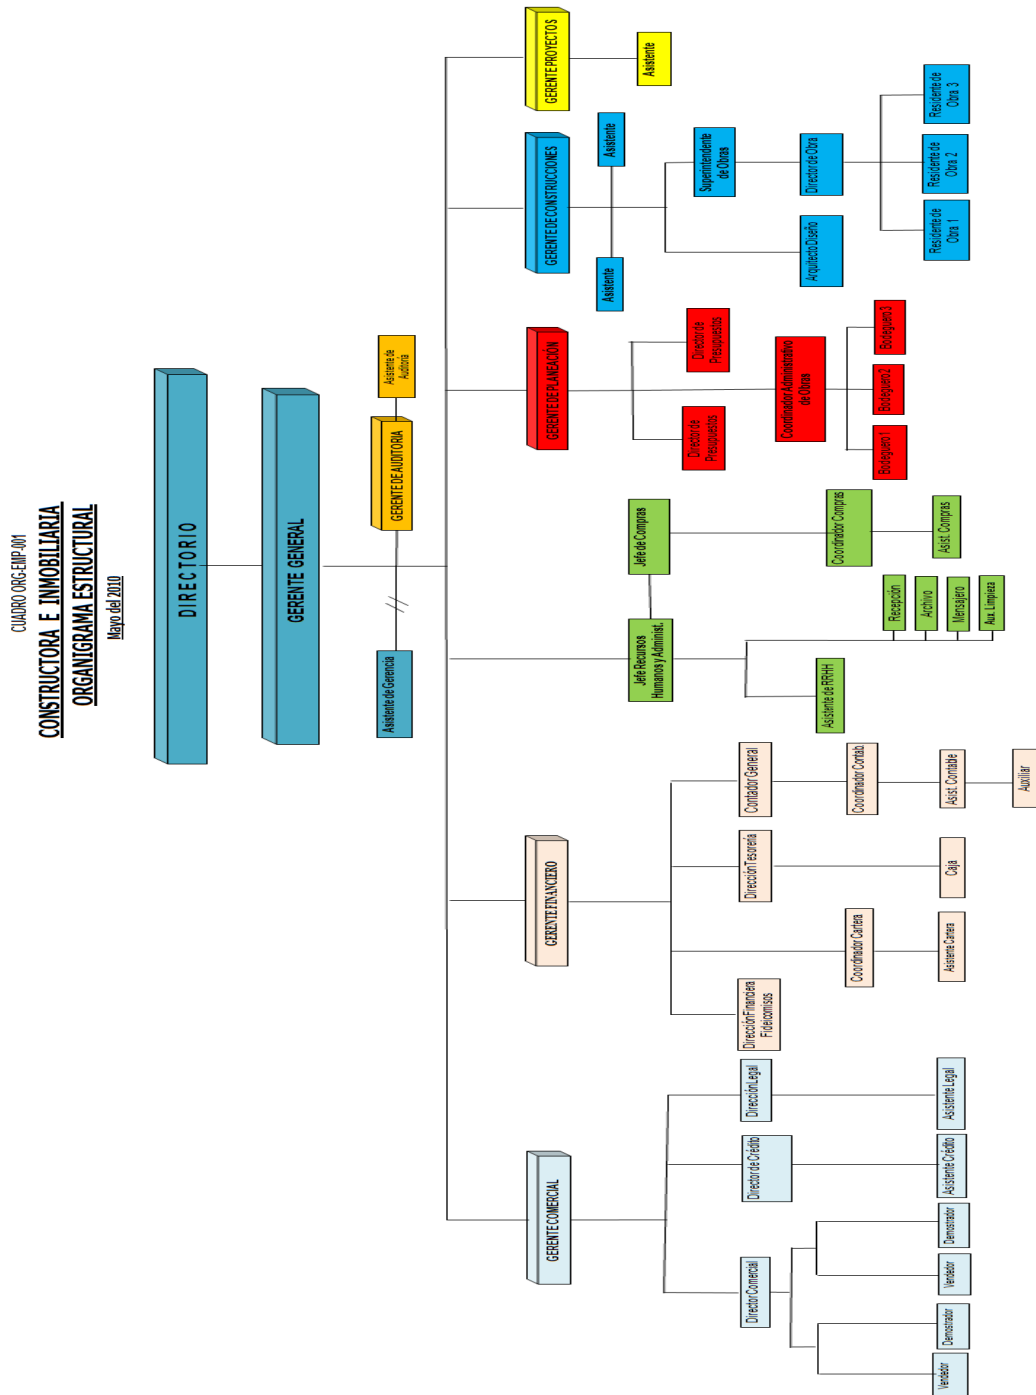 CUADRO ORG-EMP-001
CONSTRUCTORA E INMOBILIARIA
ORGANIGRAMA ESTRUCTURAL
Mayo del 2010
DIRECTORIO
GERENTE GENERAL
Asistente de Gerencia
GERENTE DE AUDITORIA
Asistente de
Auditoría
GERENTE COMERCIAL
GERENTE FINANCIERO
GERENTE DE PLANEACIÓN
GERENTE DE CONSTRUCCIONES
GERENTE PROYECTOS
Asistente
Asistente
Asistente
Jefe Recursos
Humanos y Administ.
Jefe de Compras
Director de
Presupuestos
Director de
Presupuestos
Superintendente
de Obras
Director Comercial
Director de Crédito
Dirección Legal
Dirección Financiera
Fideicomisos
Dirección Tesorería
Contador General
Asistente de RRHH
Coordinador Administrativo
de Obras
Arquitecto Diseño
Director de Obra
Coordinador Cartera
Coordinador Contab.
Coordinador Compras
Recepción
Archivo
Mensajero
Aux. Limpieza
Bodeguero 1
Bodeguero 2
Bodeguero 3
Residente de
Obra 1
Residente de
Obra 2
Residente de
Obra 3
Vendedor
Demostrador
Vendedor
Demostrador
Asistente Crédito
Asistente Legal
Asistente Cartera
Caja
Asist. Contable
Asist. Compras
Auxiliar